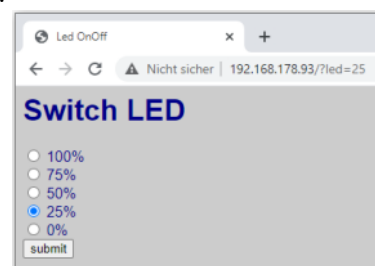 Led OnOff
Nicht sicher | 192.168.178.93/?led=25
Switch LED
100%
75%
50%
25%
0%
submit